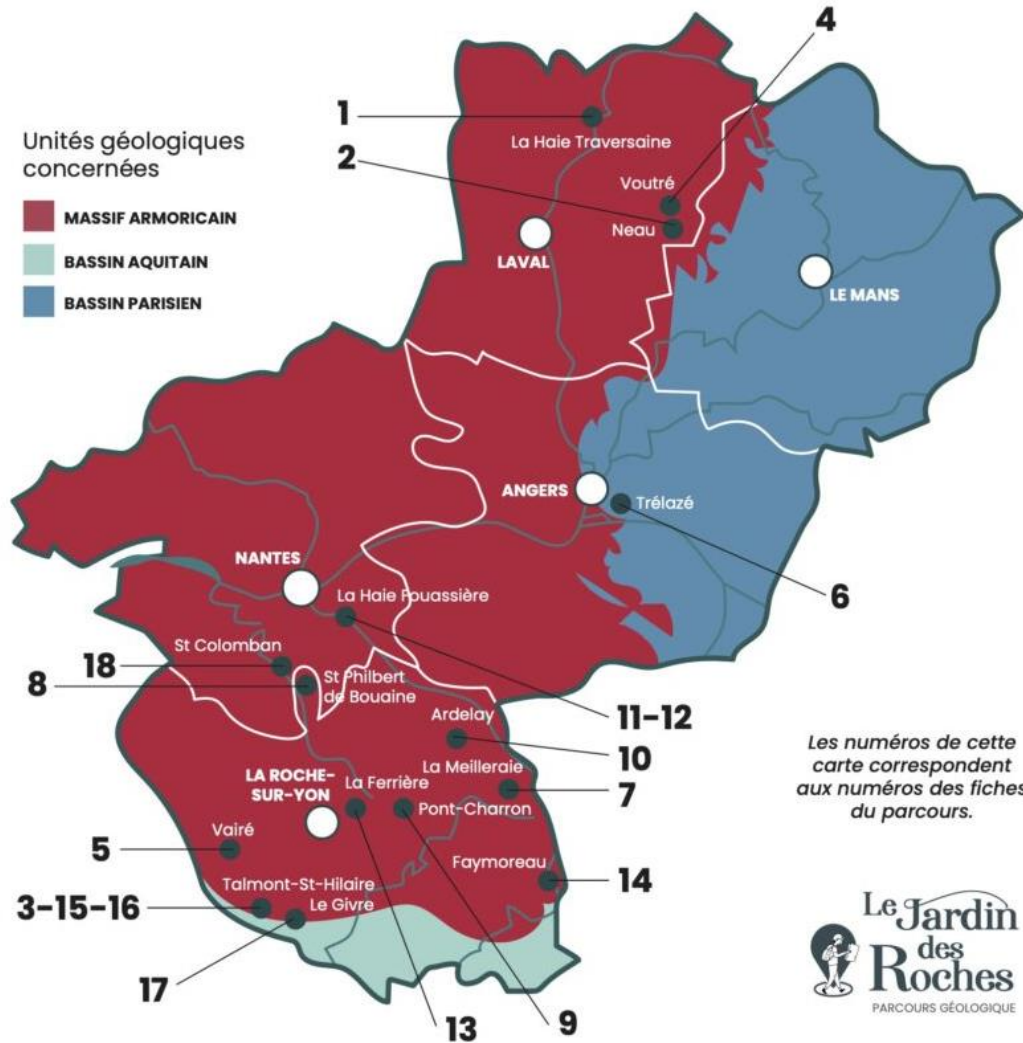 4
1
La Haie Traversaine
Unités géologiques
concernées
2
Voutré
MASSIF ARMORICAIN
Neau
LAVAL
BASSIN AQUITAIN
LE MANS
BASSIN PARISIEN
ANGERS
Trélazé
NANTES
6
La Haie Fouassière
St Colomban
18
8
St Philbert
de Bouaine
11-12
Ardelay
10
Les numéros de cette
carte correspondent
aux numéros des fiches
du parcours.
La Meilleraie
7
LA ROCHE-
SUR-YON
La Ferrière
Pont-Charron
Vairé
5
Faymoreau
14
Talmont-St-Hilaire
3-15-16
Le Givre
17
13
9
Le Jardin
des
Roches
PARCOURS GÉOLOGIQUE